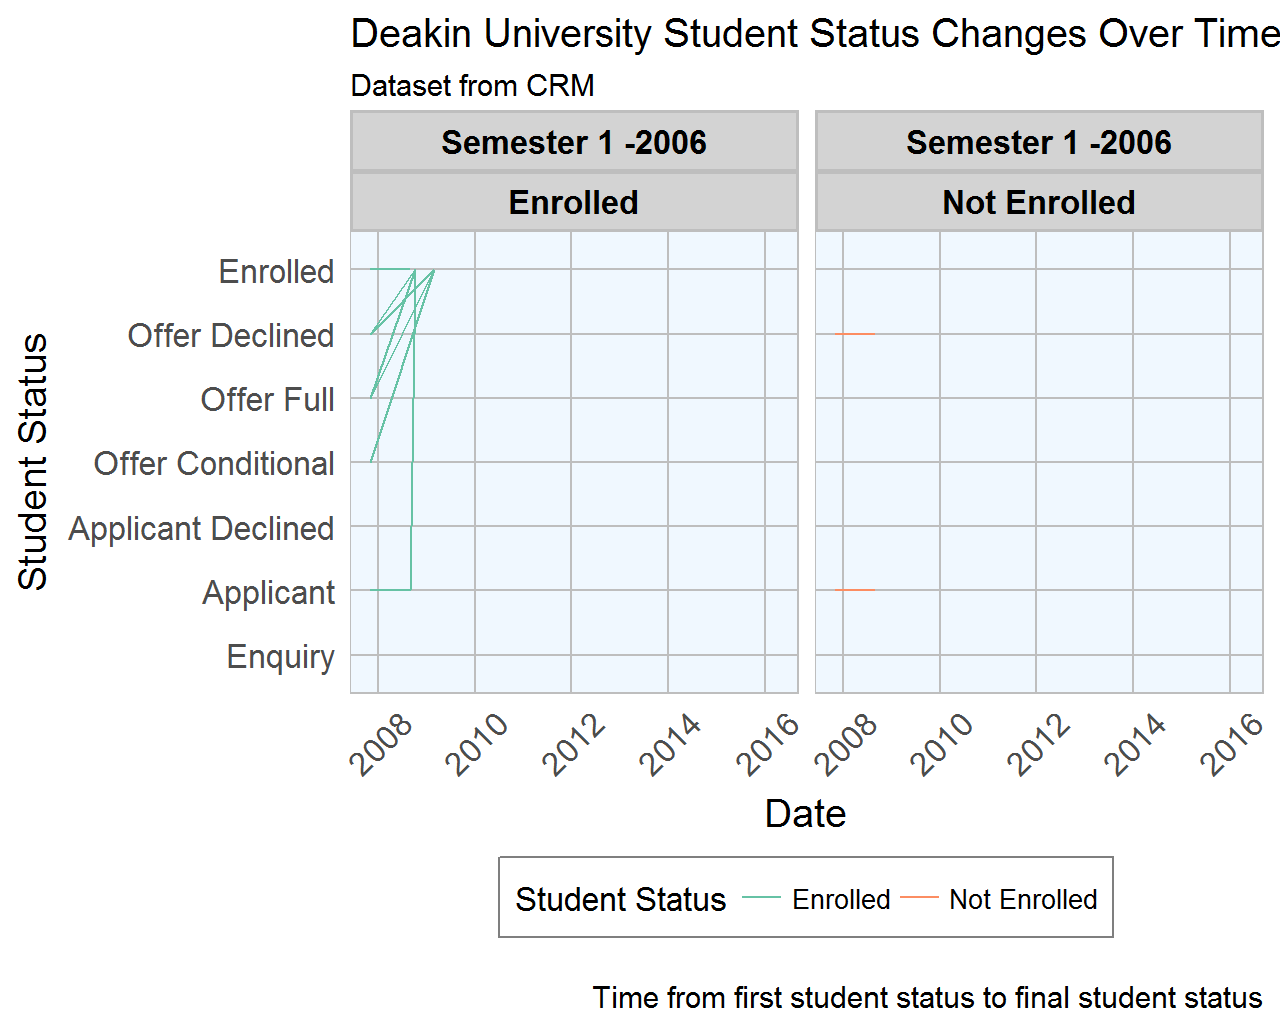 Deakin University Student Status Changes Over Time
Dataset from CRM
Semester 1 -2006
Semester 1 -2006
Enrolled
Not Enrolled
Student Status
Enrolled
Offer Declined
Offer Full
Offer Conditional
Applicant Declined
Applicant
Enquiry
2008 2010 2012 2014 2016 2008 2010 2012 2014 2016
Date
Student Status Enrolled Not Enrolled
Time from first student status to final student status